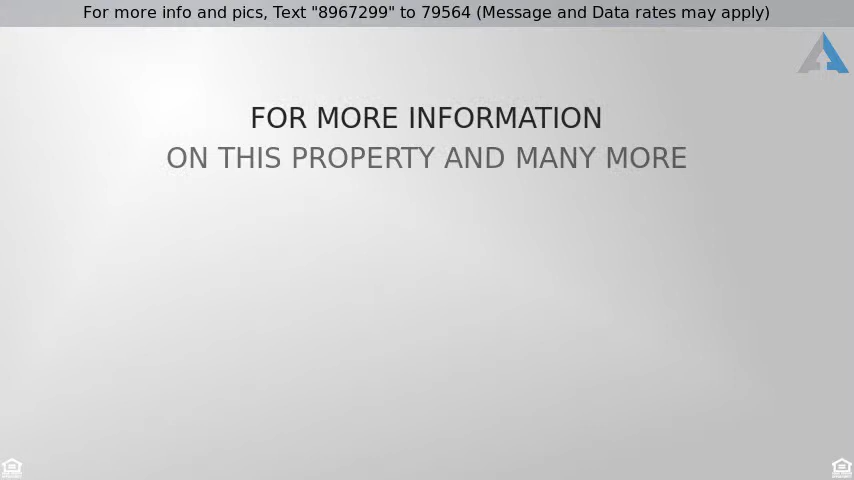 For more info and pics, Text "8967299" to 79564 (Message and Data rates may apply)
FOR MORE INFORMATION
ON THIS PROPERTY AND MANY MORE